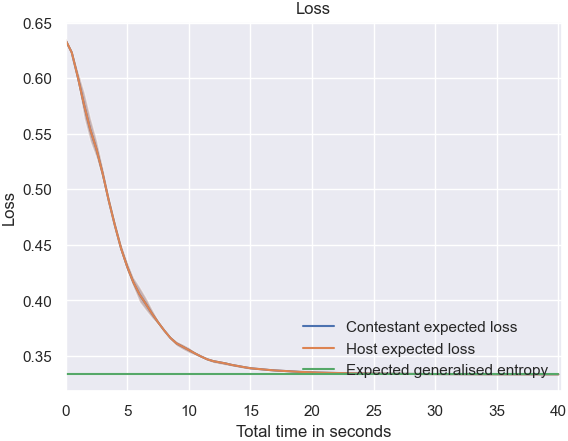 Loss
0.65
0.60
0.55
0.50
0.45
0.40
0.35
Loss
Contestant expected loss
Host expected loss
Expected generalised entropy
0 5 10 15 20 25 30 35 40
Total time in seconds